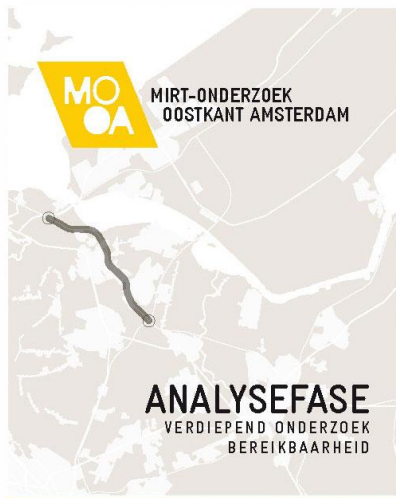 MO
OA
MIRT-ONDERZOEK
OOSTKANT AMSTERDAM
ANALYSEFASE
VERDIEPEND ONDERZOEK
BEREIKBAARHEID